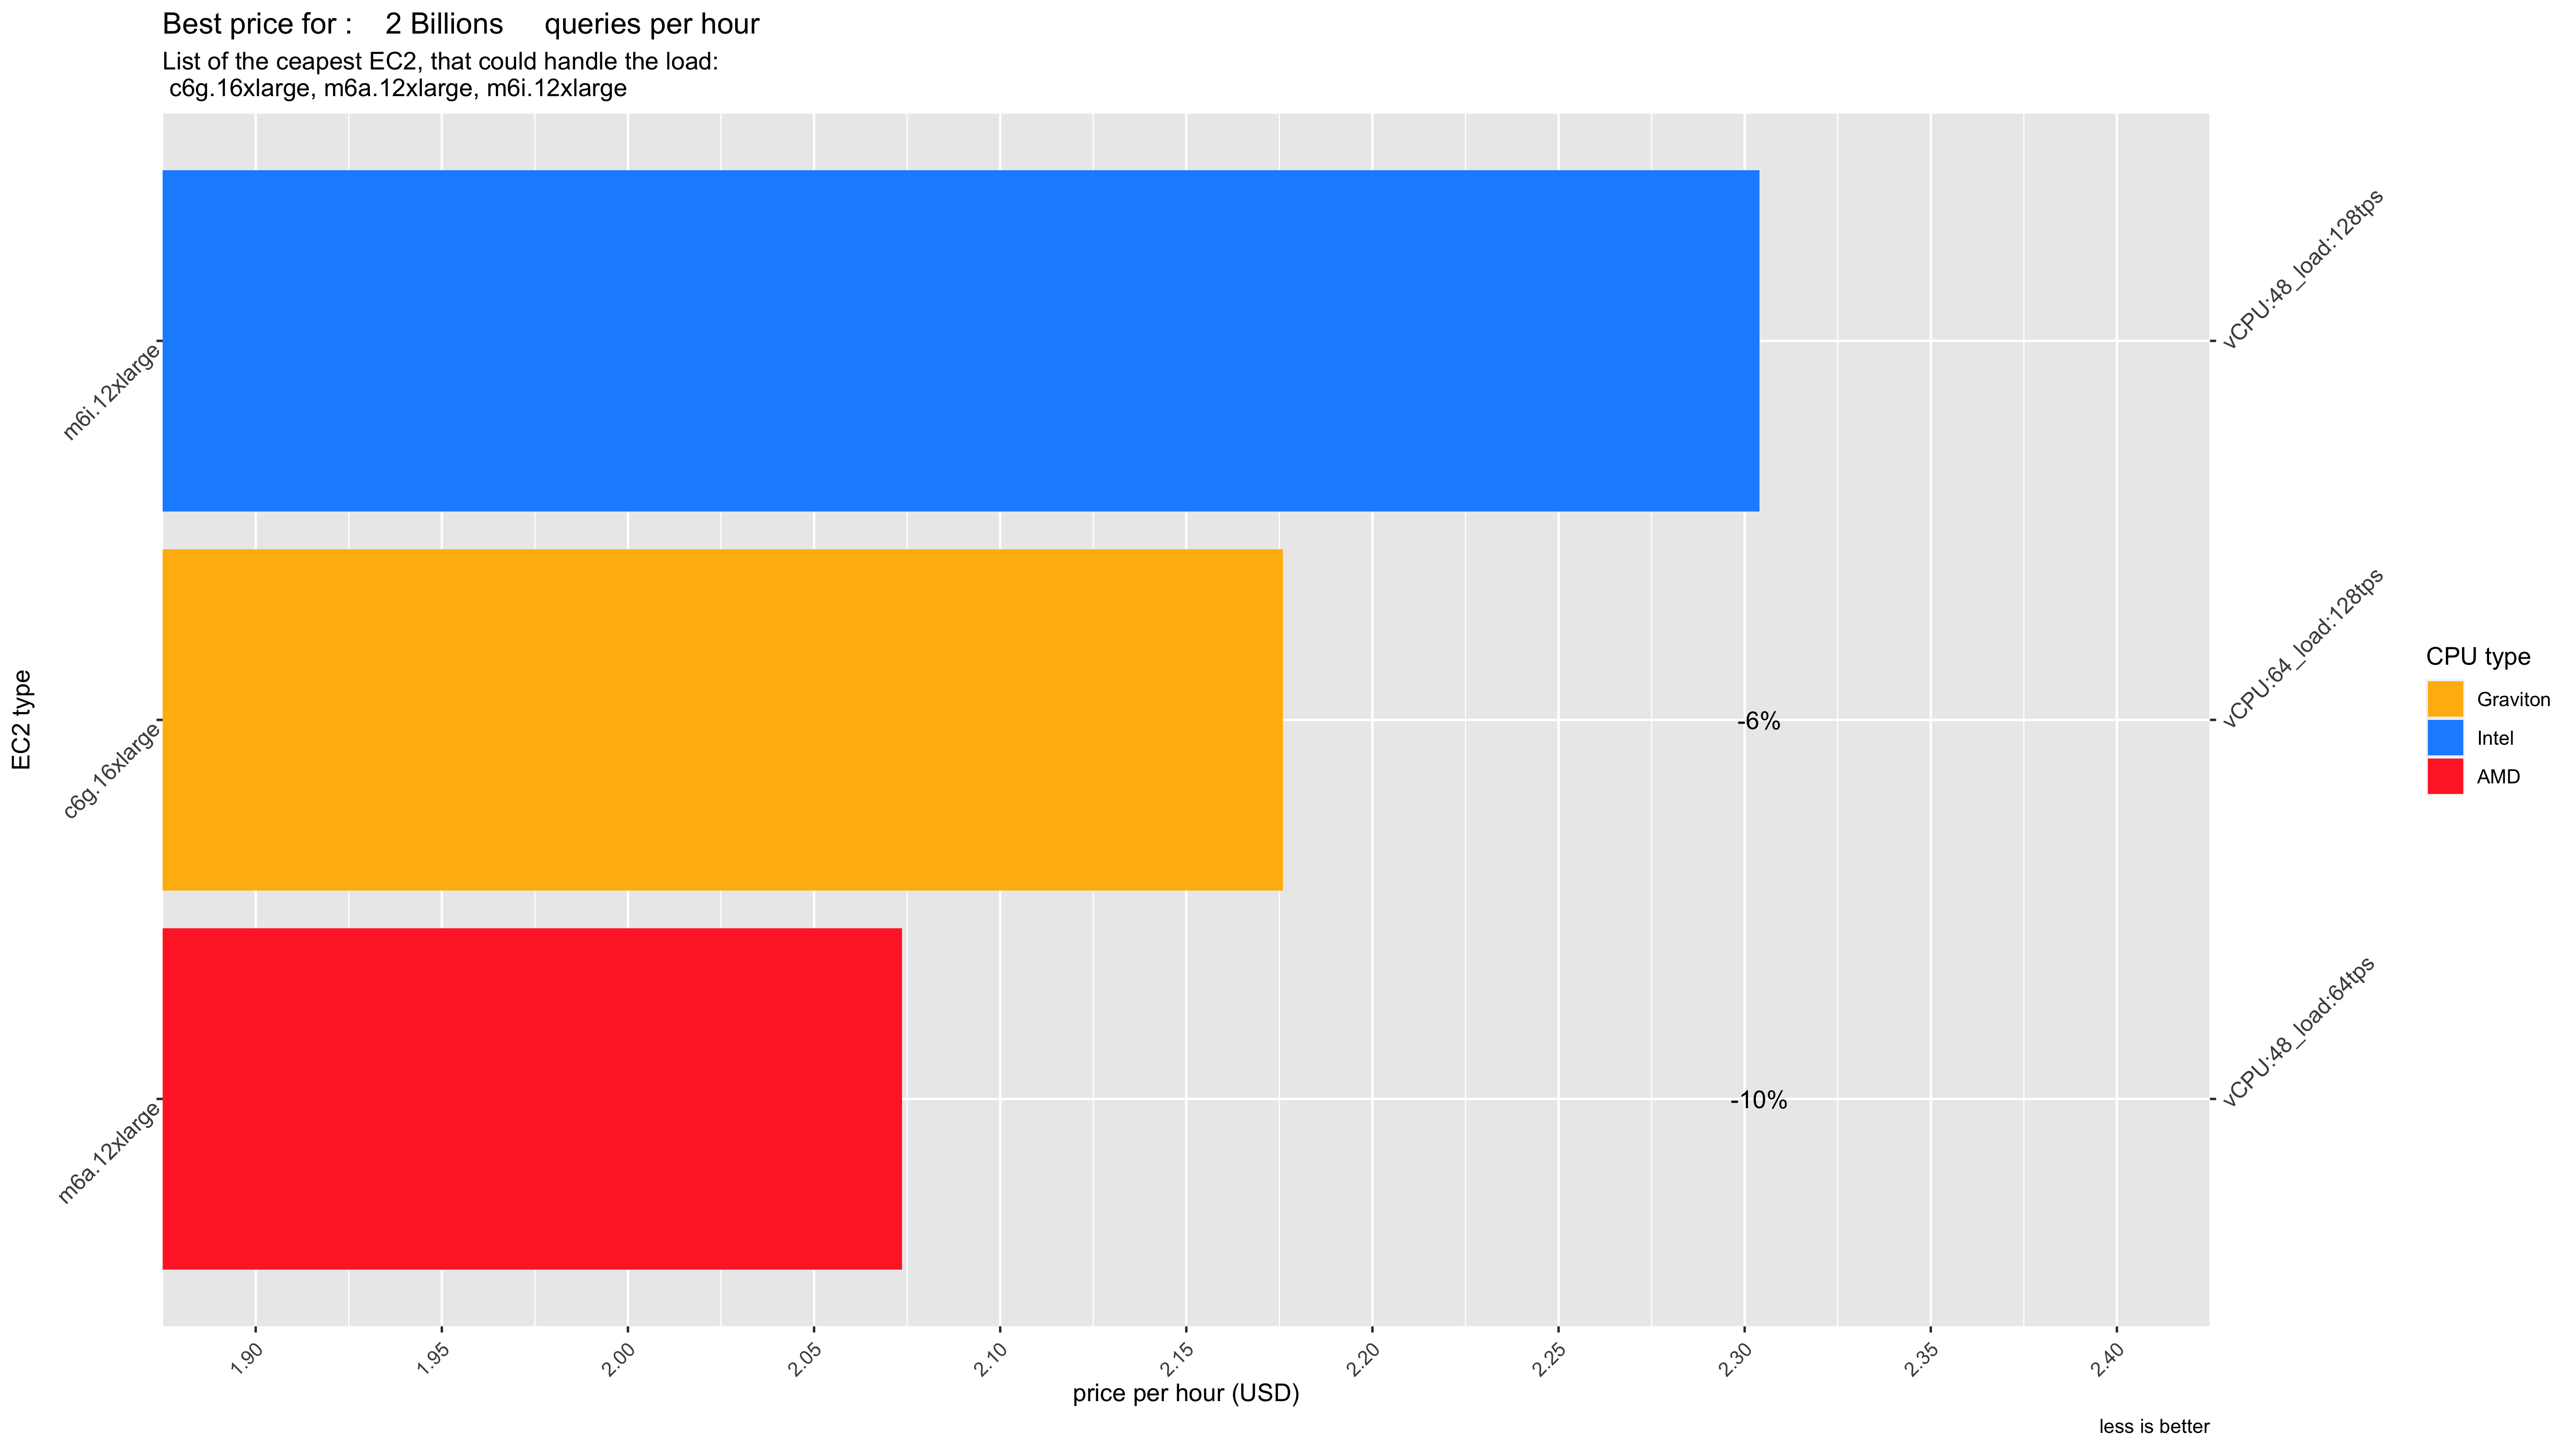 Best price for :    2 Billions     queries per hour
List of the ceapest EC2, that could handle the load:
c6g.16xlarge, m6a.12xlarge, m6i.12xlarge
EC2 type
m6i.12xlarge
vCPU:48_load:128tps
c6g.16xlarge
-6%
vCPU:64_load:128tps
m6a.12xlarge
-10%
vCPU:48_load:64tps
CPU type
Graviton
Intel
AMD
1.90 1.95 2.00 2.05 2.10 2.15 2.20 2.25 2.30 2.35 2.40
price per hour (USD)
less is better